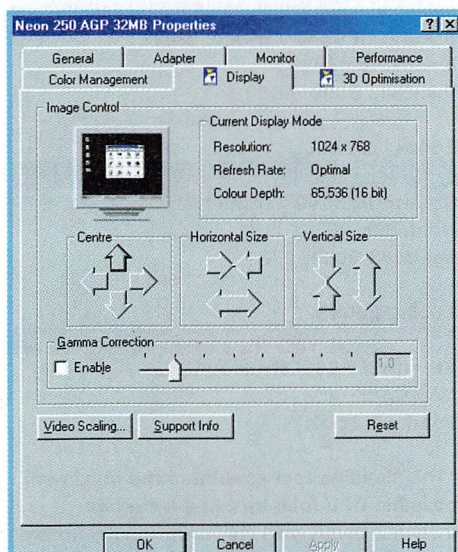 Neon 250 AGP 32MB Properties
General Adapter Monitor Performance
Color Management Display 3D Optimisation
Image Control
Current Display Mode
Resolution: 1024 x 768
Refresh Rate: Optimal
Colour Depth: 65,536 (16 bit)
Centre Horizontal Size Vertical Size
Gamma Correction
Enable 1.0
Video Scaling... Support Info Reset
OK Cancel Apply Help